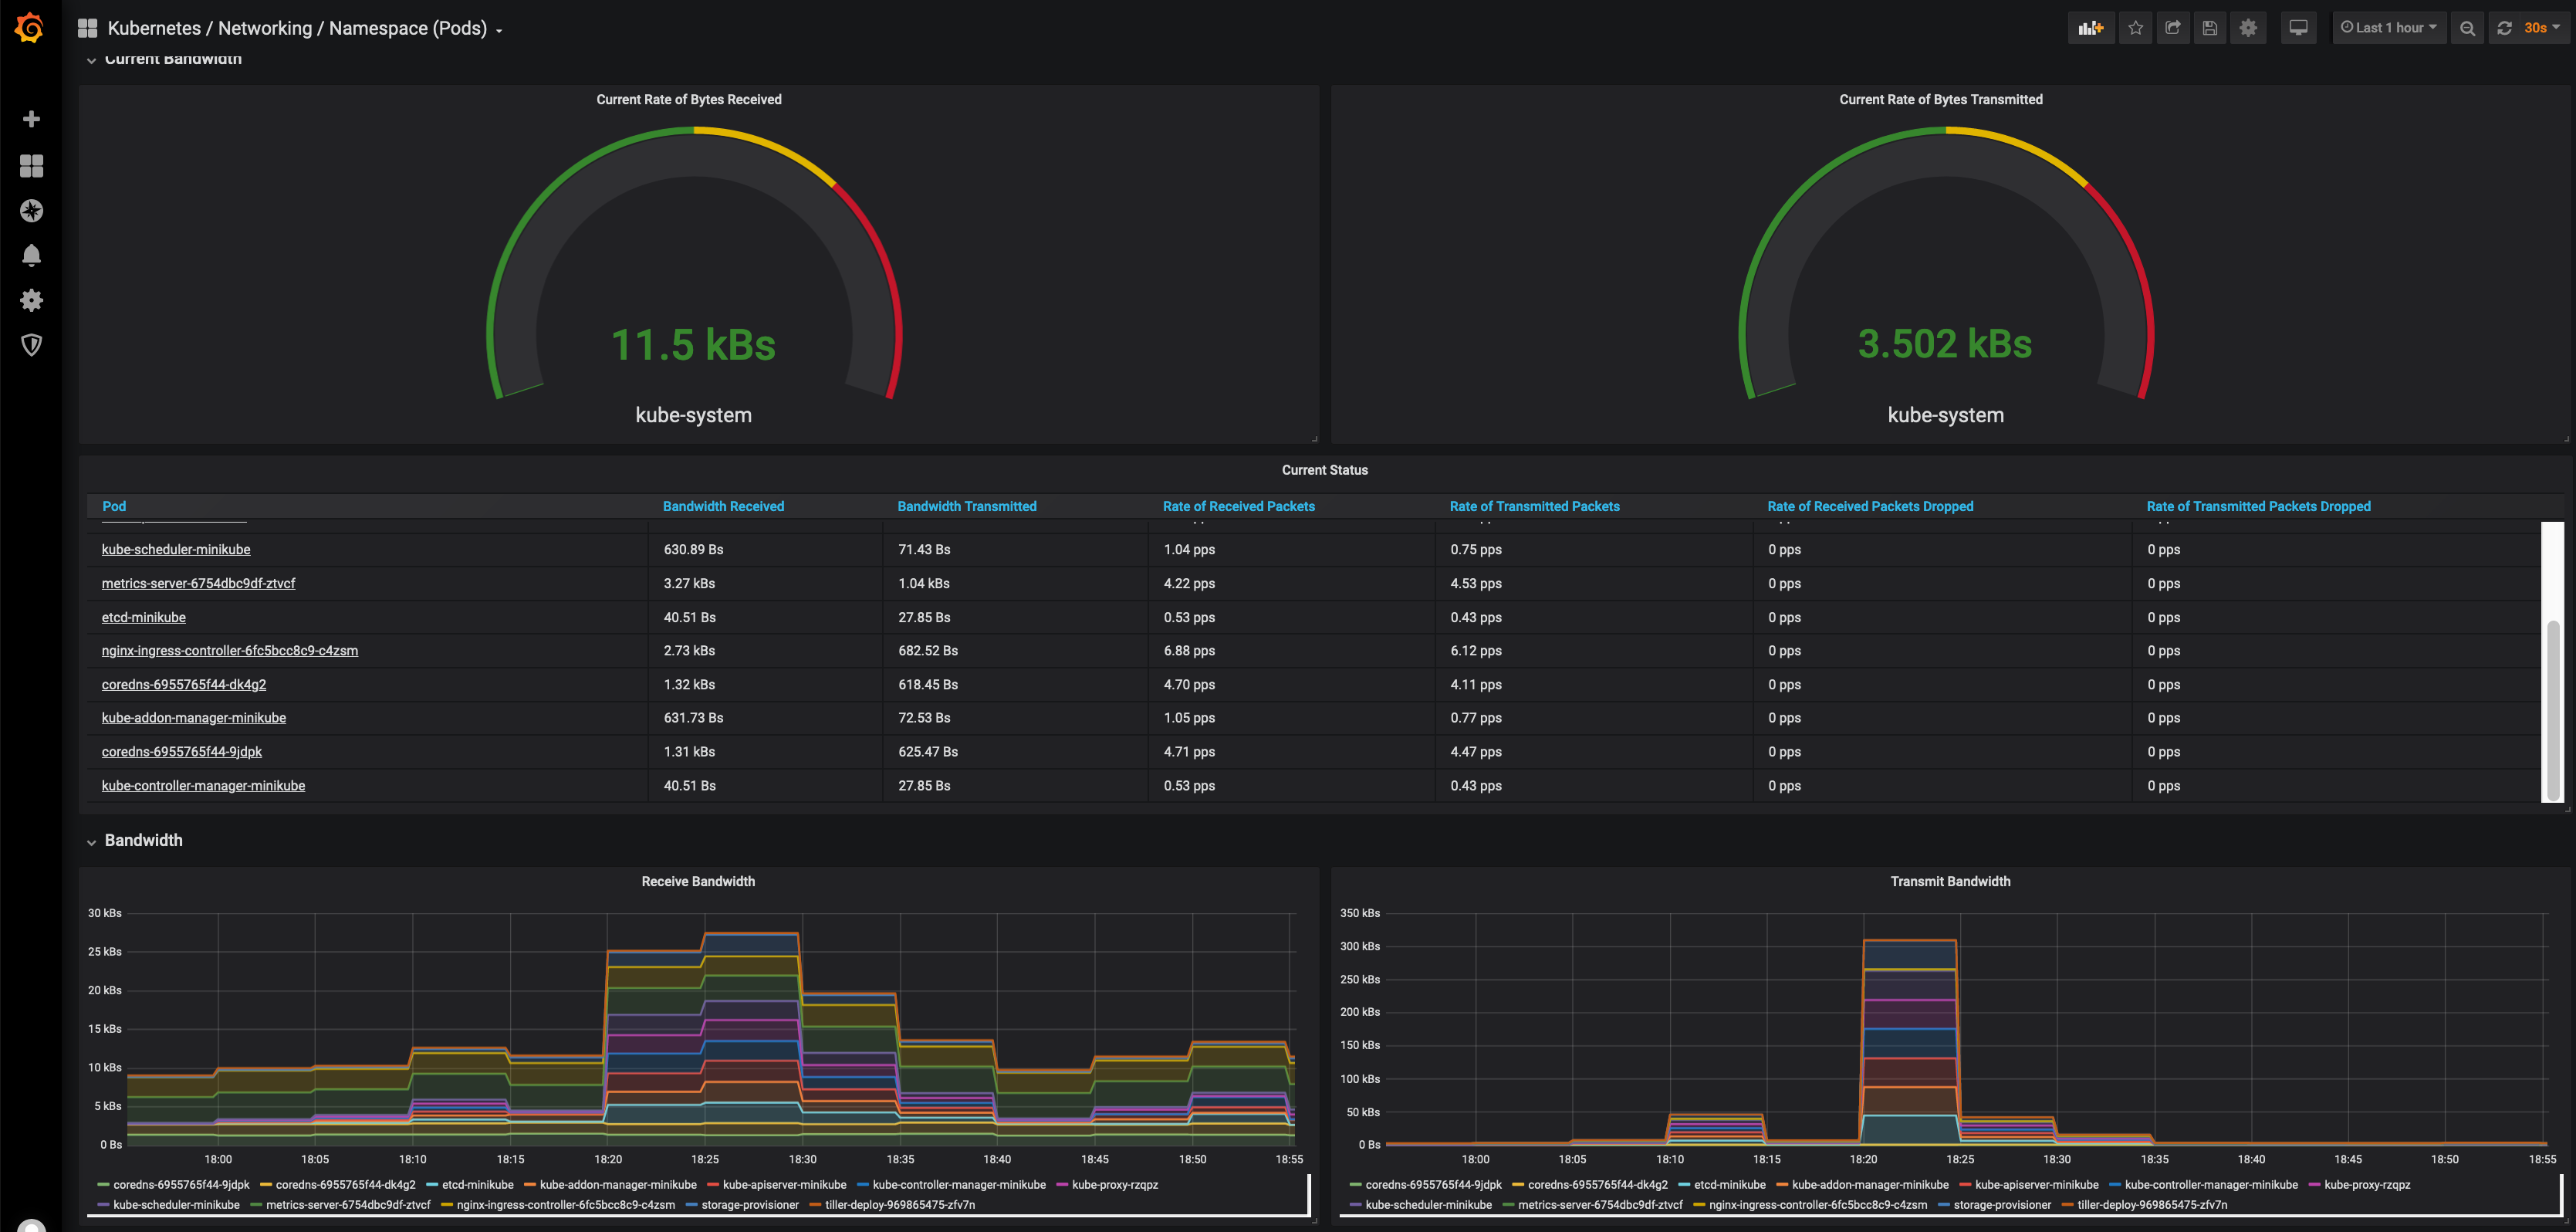 Kubernetes / Networking / Namespace (Pods)
Last 1 hour
30s
Current Bandwidth
Current Rate of Bytes Received
11.5 kBs
kube-system
Current Rate of Bytes Transmitted
3.502 kBs
kube-system
Current Status
Pod Bandwidth Received Bandwidth Transmitted Rate of Received Packets Rate of Transmitted Packets Rate of Received Packets Dropped Rate of Transmitted Packets Dropped
kube-scheduler-minikube 630.89 Bs 71.43 Bs 1.04 pps 0.75 pps 0 pps 0 pps
metrics-server-6754dbc9df-ztvcf 3.27 kBs 1.04 kBs 4.22 pps 4.53 pps 0 pps 0 pps
etcd-minikube 40.51 Bs 27.85 Bs 0.53 pps 0.43 pps 0 pps 0 pps
nginx-ingress-controller-6fc5bcc8c9-c4zsm 2.73 kBs 682.52 Bs 6.88 pps 6.12 pps 0 pps 0 pps
coredns-6955765f44-dk4g2 1.32 kBs 618.45 Bs 4.70 pps 4.11 pps 0 pps 0 pps
kube-addon-manager-minikube 631.73 Bs 72.53 Bs 1.05 pps 0.77 pps 0 pps 0 pps
coredns-6955765f44-9jdpk 1.31 kBs 625.47 Bs 4.71 pps 4.47 pps 0 pps 0 pps
kube-controller-manager-minikube 40.51 Bs 27.85 Bs 0.53 pps 0.43 pps 0 pps 0 pps
Bandwidth
Receive Bandwidth
30 kBs
25 kBs
20 kBs
15 kBs
10 kBs
5 kBs
0 Bs
18:00 18:05 18:10 18:15 18:20 18:25 18:30 18:35 18:40 18:45 18:50 18:55
coredns-6955765f44-9jdpk coredns-6955765f44-dk4g2 etcd-minikube kube-addon-manager-minikube kube-apiserver-minikube kube-controller-manager-minikube kube-proxy-rzqpz
kube-scheduler-minikube metrics-server-6754dbc9df-ztvcf nginx-ingress-controller-6fc5bcc8c9-c4zsm storage-provisioner tiller-deploy-969865475-zfv7n
Transmit Bandwidth
350 kBs
300 kBs
250 kBs
200 kBs
150 kBs
100 kBs
50 kBs
0 Bs
18:00 18:05 18:10 18:15 18:20 18:25 18:30 18:35 18:40 18:45 18:50 18:55
coredns-6955765f44-9jdpk coredns-6955765f44-dk4g2 etcd-minikube kube-addon-manager-minikube kube-apiserver-minikube kube-controller-manager-minikube kube-proxy-rzqpz
kube-scheduler-minikube metrics-server-6754dbc9df-ztvcf nginx-ingress-controller-6fc5bcc8c9-c4zsm storage-provisioner tiller-deploy-969865475-zfv7n